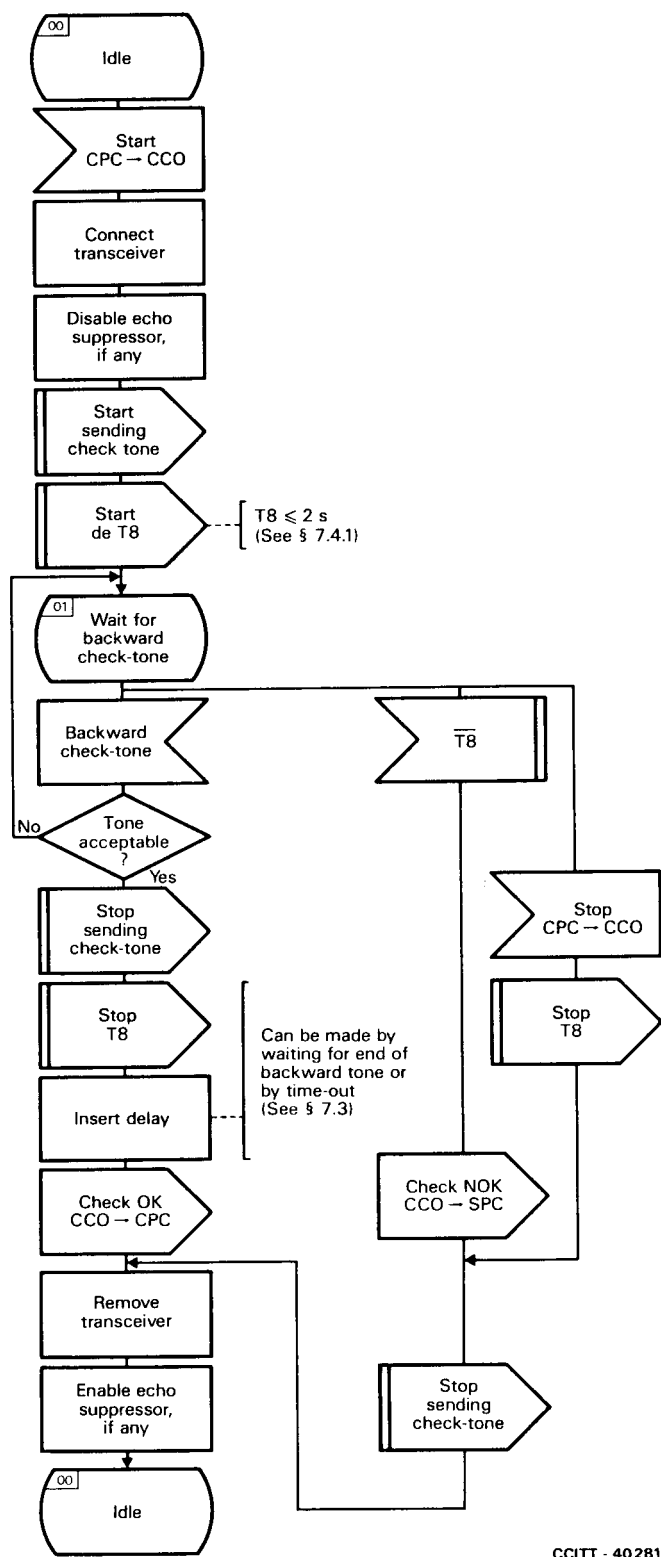 00
Idle
Start
CPC → CCO
Connect
transceiver
Disable echo
suppressor,
if any
Start
sending
check tone
Start
de T8
T8 ⩽ 2 s
(See § 7.4.1)
01
Wait for
backward
check-tone
Backward
check-tone
T8
No
Tone
acceptable
?
Yes
Stop
sending
check-tone
Stop
CPC → CCO
Stop
T8
Stop
T8
Can be made by
waiting for end of
backward tone or
by time-out
(See § 7.3)
Insert delay
Check OK
CCO → CPC
Check NOK
CCO → SPC
Remove
transceiver
Enable echo
suppressor,
if any
Stop
sending
check-tone
00
Idle
CCITT - 40281